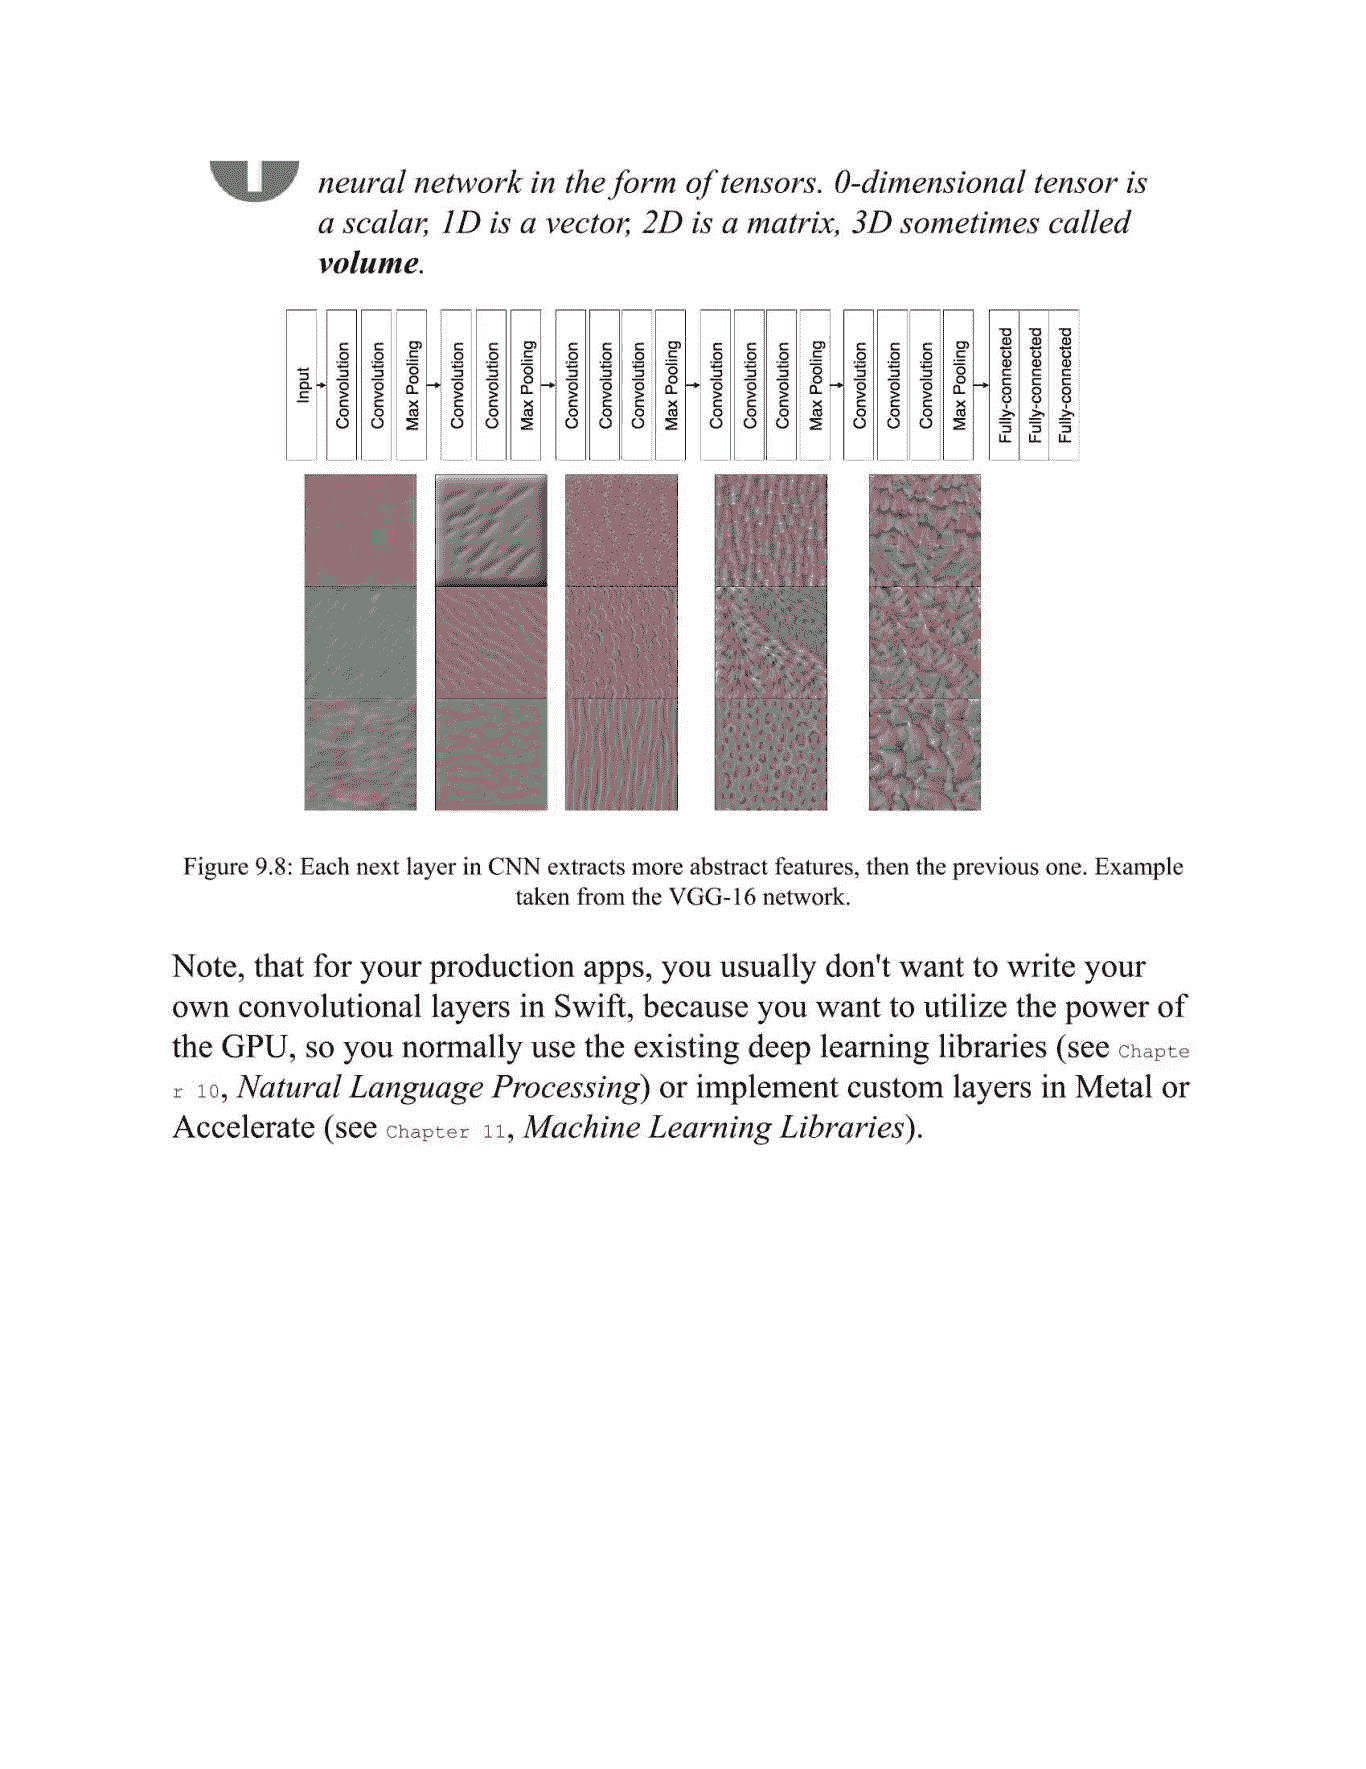 neural network in the form of tensors. 0-dimensional tensor is
a scalar, 1D is a vector, 2D is a matrix, 3D sometimes called
volume.
Input
Convolution
Convolution
Max Pooling
Convolution
Convolution
Max Pooling
Convolution
Convolution
Convolution
Max Pooling
Convolution
Convolution
Convolution
Max Pooling
Convolution
Convolution
Convolution
Max Pooling
Fully-connected
Fully-connected
Fully-connected
Figure 9.8: Each next layer in CNN extracts more abstract features, then the previous one. Example
taken from the VGG-16 network.
Note, that for your production apps, you usually don't want to write your
own convolutional layers in Swift, because you want to utilize the power of
the GPU, so you normally use the existing deep learning libraries (see Chapte
r 10, Natural Language Processing) or implement custom layers in Metal or
Accelerate (see Chapter 11, Machine Learning Libraries).